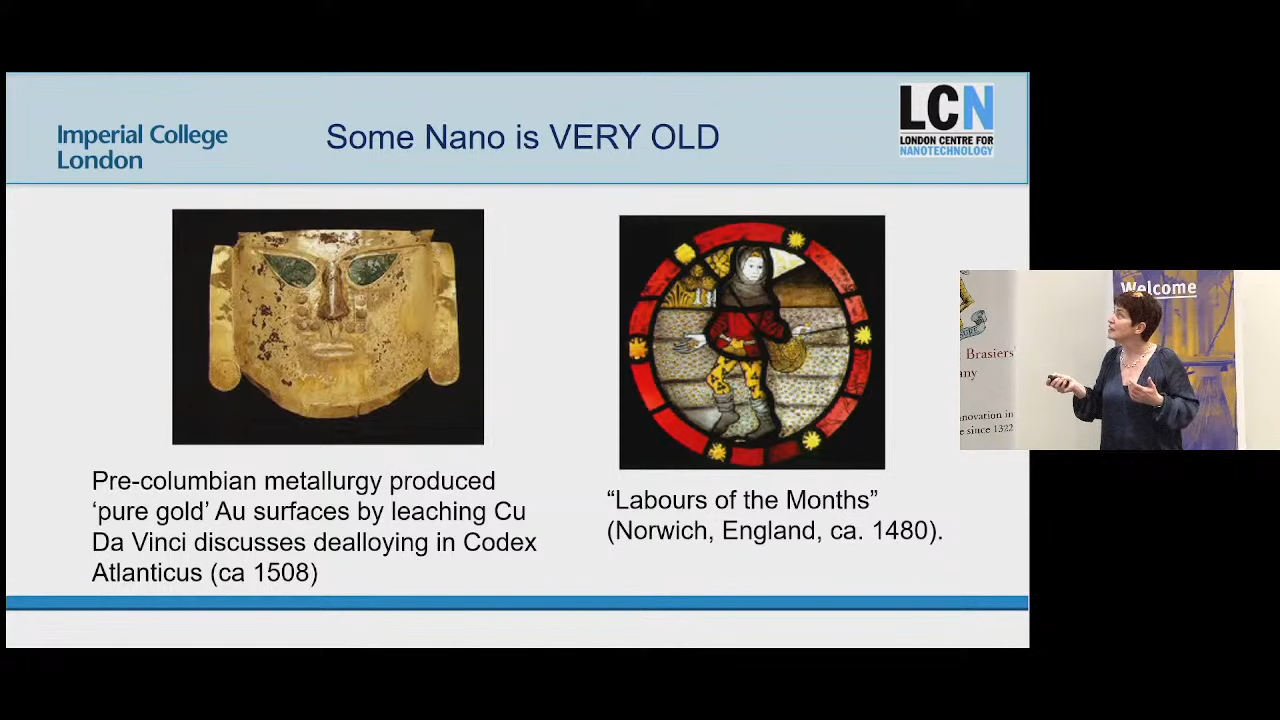 Imperial College
London
Some Nano is VERY OLD
LCN
LONDON CENTRE FOR
NANOTECHNOLOGY
Pre-columbian metallurgy produced
‘pure gold’ Au surfaces by leaching Cu
Da Vinci discusses dealloying in Codex
Atlanticus (ca 1508)
“Labours of the Months”
(Norwich, England, ca. 1480).
Welcome
Brasiers'
any
nnovation in
e since 1322